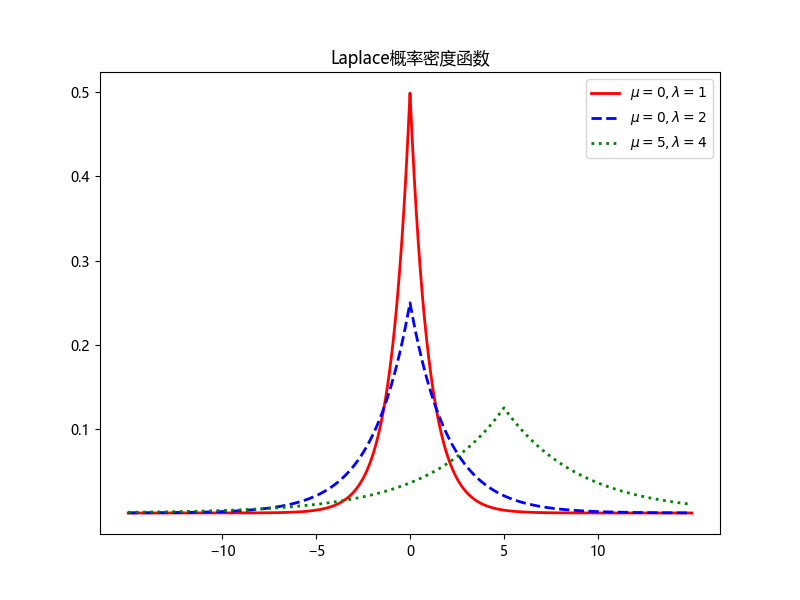 Laplace概率密度函数
0.5
0.4
0.3
0.2
0.1
−10
−5
0
5
10
μ = 0, λ = 1
μ = 0, λ = 2
μ = 5, λ = 4